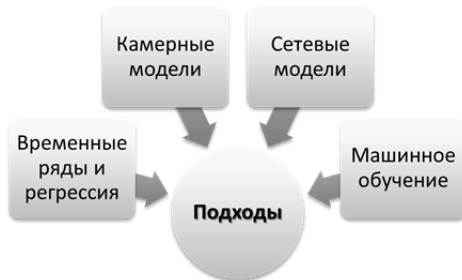 Камерные
модели
Сетевые
модели
Временные
ряды и
регрессия
Машинное
обучение
Подходы